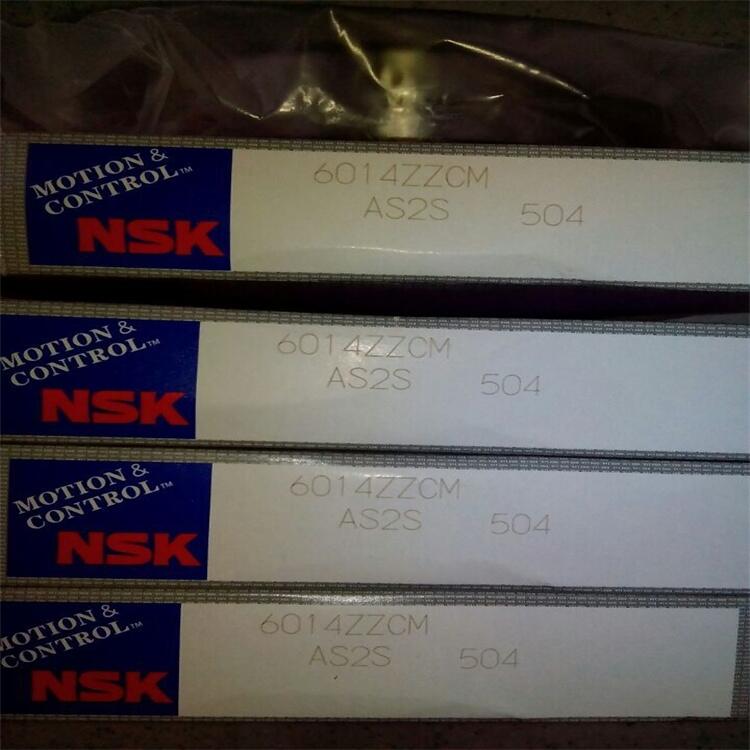 MOTION &
CONTROL™
NSK
6014ZZCM
AS2S 504
MOTION &
CONTROL™
NSK
6014ZZCM
AS2S 504
MOTION &
CONTROL™
NSK
6014ZZCM
AS2S 504
MOTION &
CONTROL™
NSK
6014ZZCM
AS2S 504